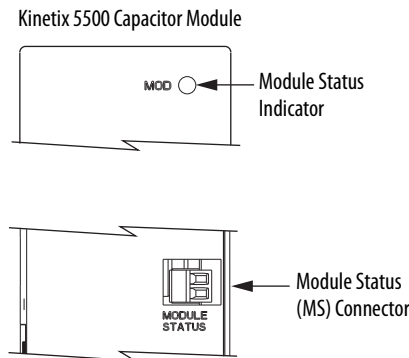 Kinetix 5500 Capacitor Module
MOD
Module Status
Indicator
MODULE
STATUS
Module Status
(MS) Connector